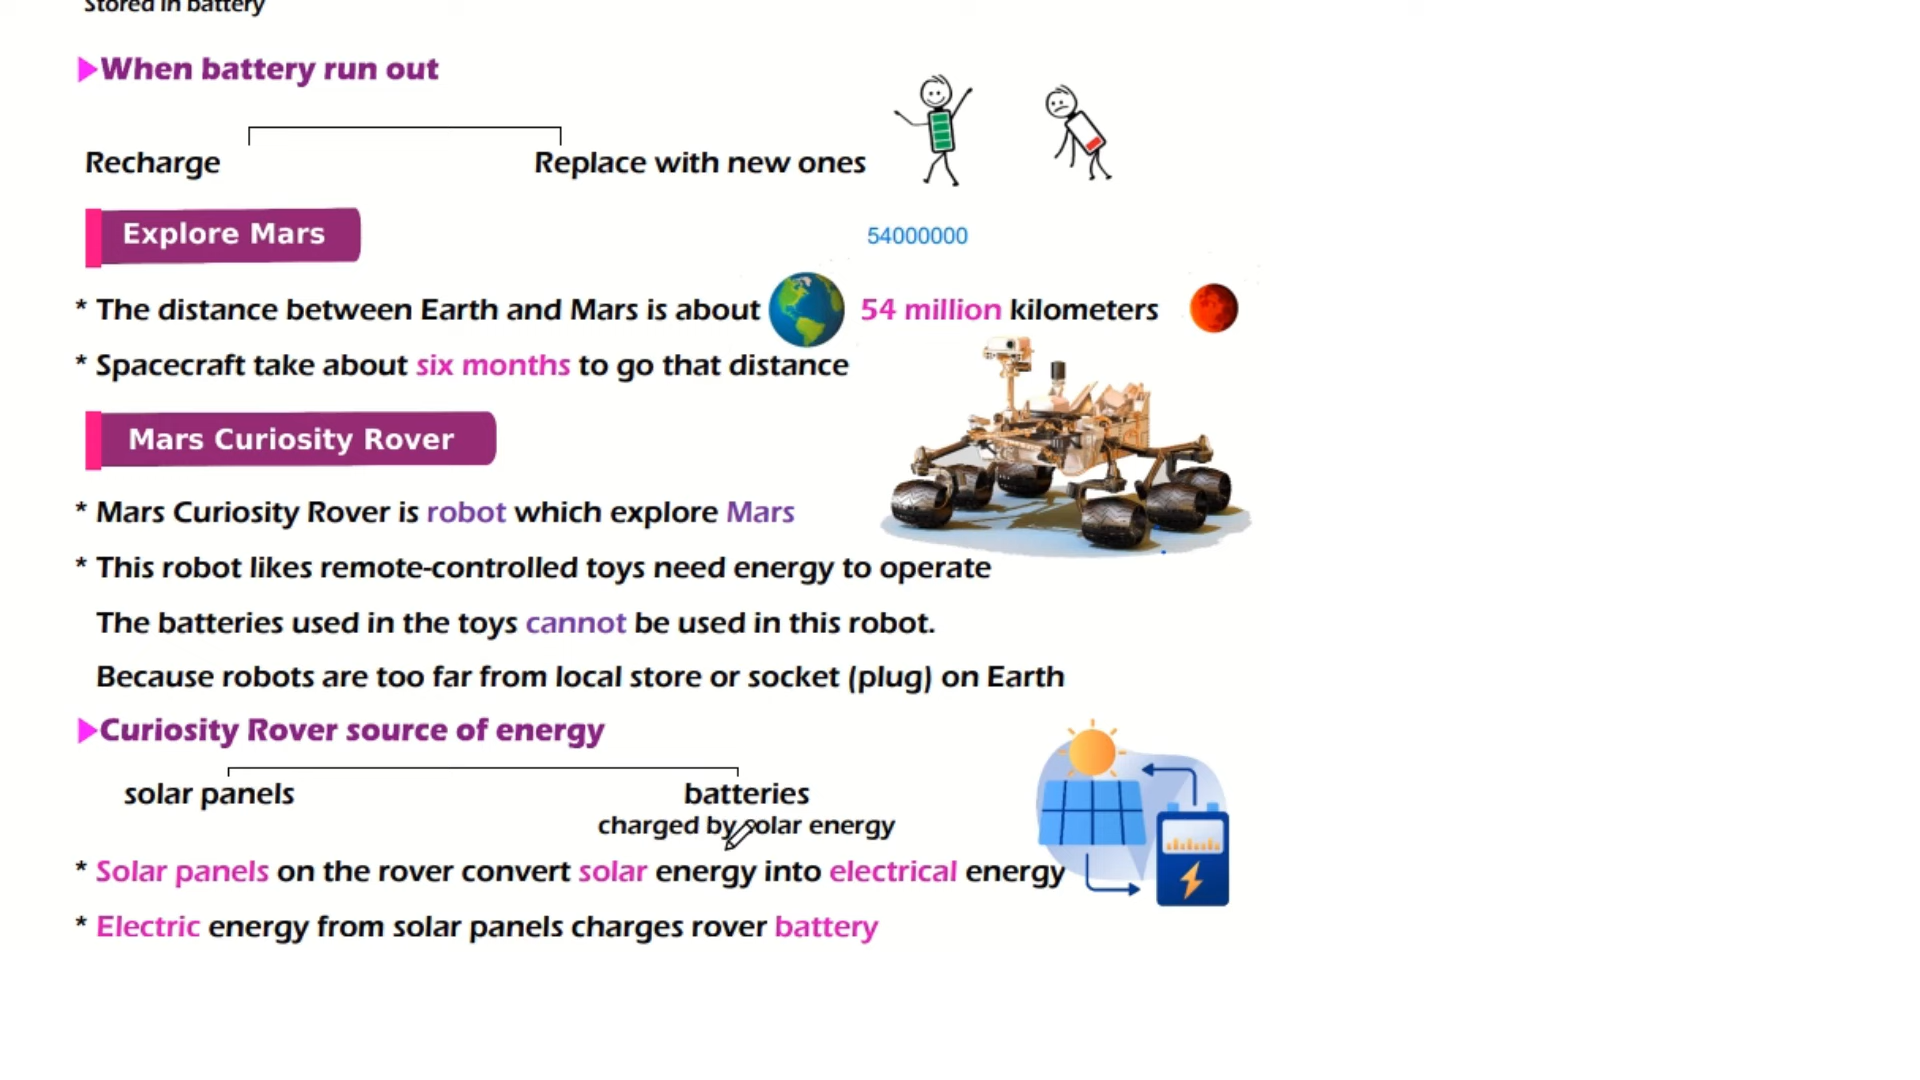 Stored in battery
When battery run out
Recharge
Replace with new ones
Explore Mars
54000000
* The distance between Earth and Mars is about 54 million kilometers
* Spacecraft take about six months to go that distance
Mars Curiosity Rover
* Mars Curiosity Rover is robot which explore Mars
* This robot likes remote-controlled toys need energy to operate
The batteries used in the toys cannot be used in this robot.
Because robots are too far from local store or socket (plug) on Earth
Curiosity Rover source of energy
solar panels
batteries
charged by solar energy
* Solar panels on the rover convert solar energy into electrical energy
* Electric energy from solar panels charges rover battery